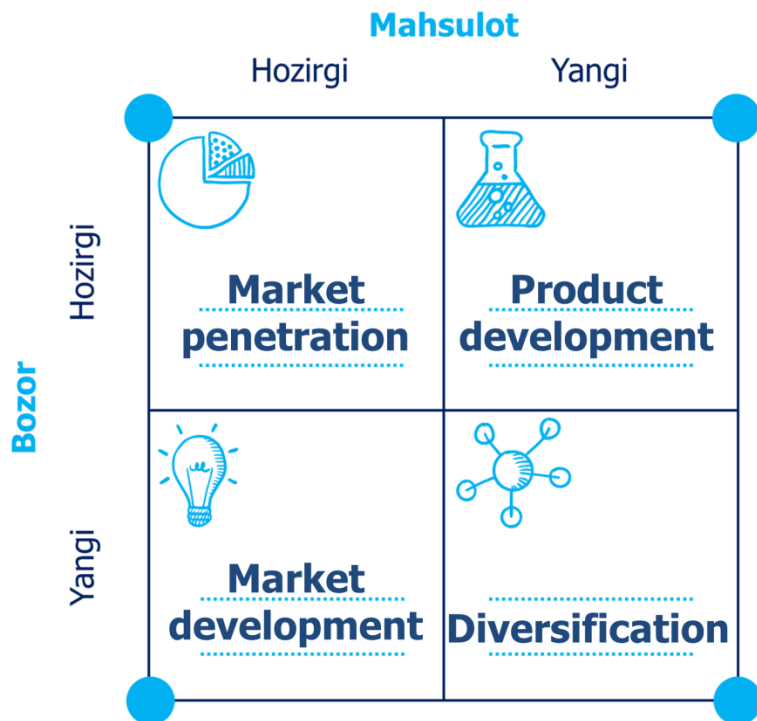 Mahsulot
Hozirgi Yangi
Bozor
Hozirgi
Market
penetration
Product
development
Yangi
Market
development
Diversification